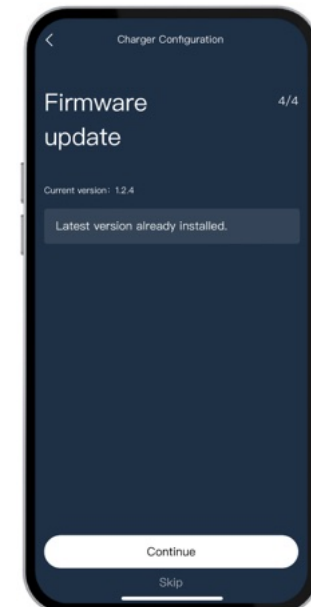 Charger Configuration
Firmware 4/4
update
Current version: 1.2.4
Latest version already installed.
Continue
Skip